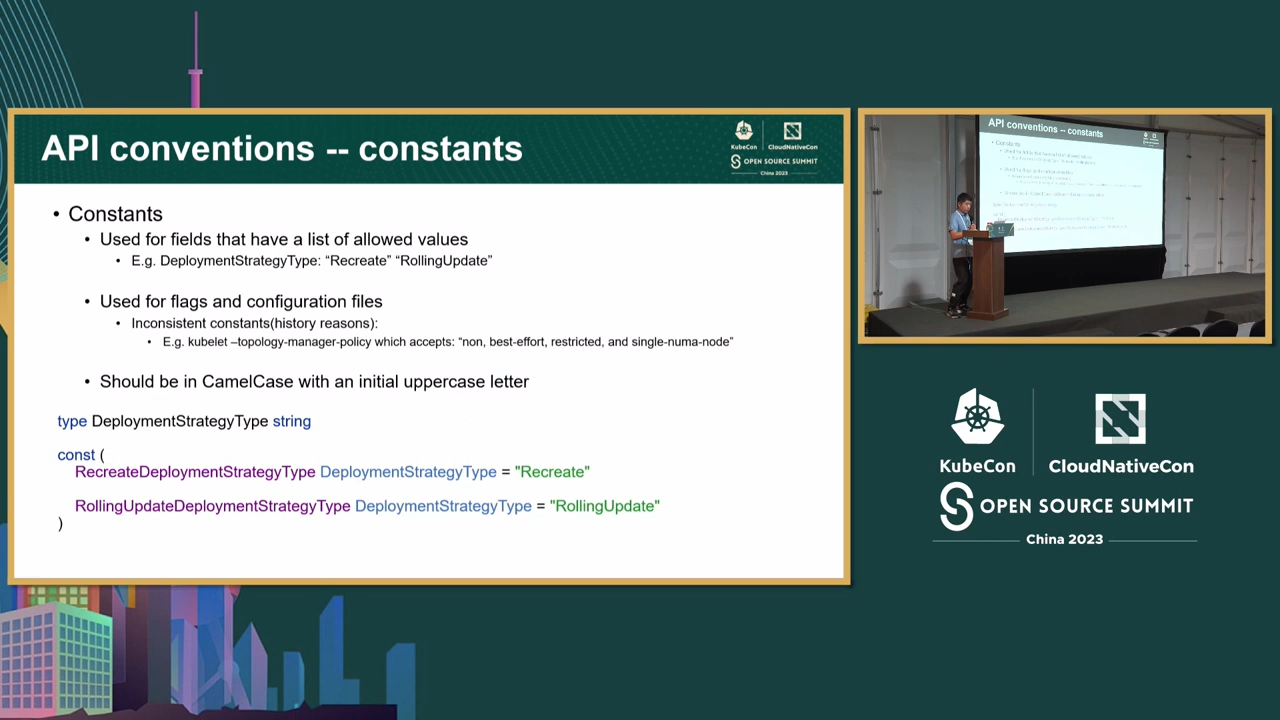 API conventions -- constants
KubeCon
CloudNativeCon
OPEN SOURCE SUMMIT
China 2023
• Constants
• Used for fields that have a list of allowed values
• E.g. DeploymentStrategyType: “Recreate” “RollingUpdate”
• Used for flags and configuration files
• Inconsistent constants(history reasons):
• E.g. kubelet –topology-manager-policy which accepts: “non, best-effort, restricted, and single-numa-node”
• Should be in CamelCase with an initial uppercase letter
type DeploymentStrategyType string
const (
RecreateDeploymentStrategyType DeploymentStrategyType = "Recreate"
RollingUpdateDeploymentStrategyType DeploymentStrategyType = "RollingUpdate"
)
API conventions -- constants
Constants
KubeCon
CloudNativeCon
OPEN SOURCE SUMMIT
China 2023